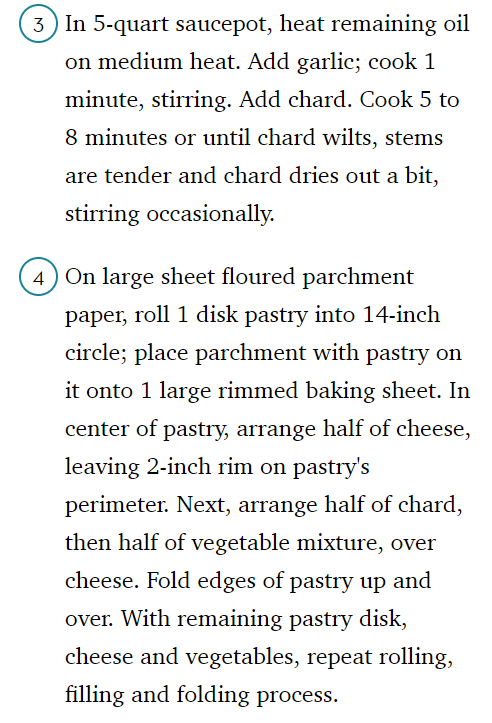 3 In 5-quart saucepot, heat remaining oil
on medium heat. Add garlic; cook 1
minute, stirring. Add chard. Cook 5 to
8 minutes or until chard wilts, stems
are tender and chard dries out a bit,
stirring occasionally.
4 On large sheet floured parchment
paper, roll 1 disk pastry into 14-inch
circle; place parchment with pastry on
it onto 1 large rimmed baking sheet. In
center of pastry, arrange half of cheese,
leaving 2-inch rim on pastry's
perimeter. Next, arrange half of chard,
then half of vegetable mixture, over
cheese. Fold edges of pastry up and
over. With remaining pastry disk,
cheese and vegetables, repeat rolling,
filling and folding process.